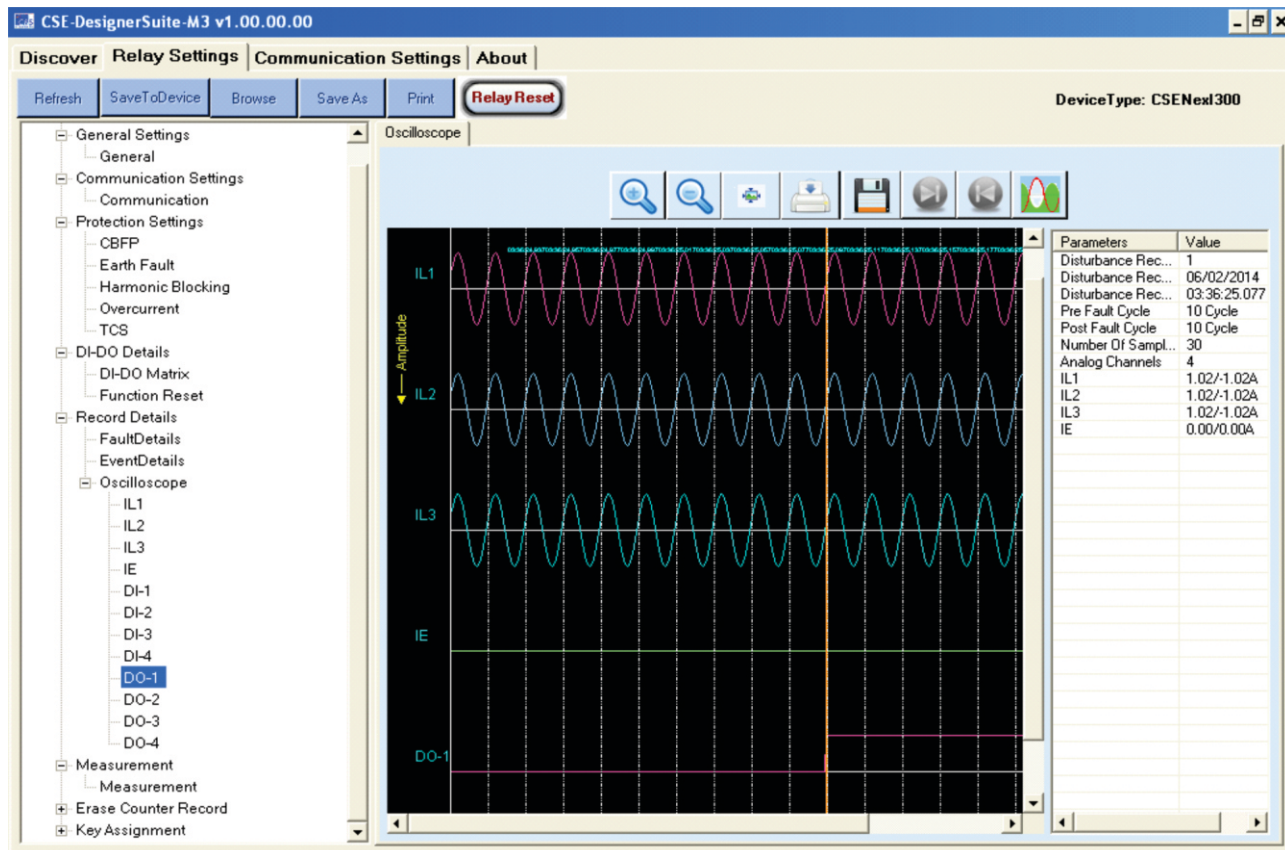 CSE-DesignerSuite-M3 v1.00.00.00
Discover Relay Settings Communication Settings About
Refresh SaveToDevice Browse Save As Print Relay Reset DeviceType: CSENexI300
General Settings
General
Communication Settings
Communication
Protection Settings
CBFP
Earth Fault
Harmonic Blocking
Overcurrent
TCS
DI-DO Details
DI-DO Matrix
Function Reset
Record Details
FaultDetails
EventDetails
Oscilloscope
IL1
IL2
IL3
IE
DI-1
DI-2
DI-3
DI-4
DO-1
DO-2
DO-3
DO-4
Measurement
Measurement
Erase Counter Record
Key Assignment
Oscilloscope
IL1
Amplitude
IL2
IL3
IE
DO-1
Parameters Value
Disturbance Rec... 1
Disturbance Rec... 06/02/2014
Disturbance Rec... 03:36:25.077
Pre Fault Cycle 10 Cycle
Post Fault Cycle 10 Cycle
Number Of Sampl... 30
Analog Channels 4
IL1 1.02/-1.02A
IL2 1.02/-1.02A
IL3 1.02/-1.02A
IE 0.00/0.00A